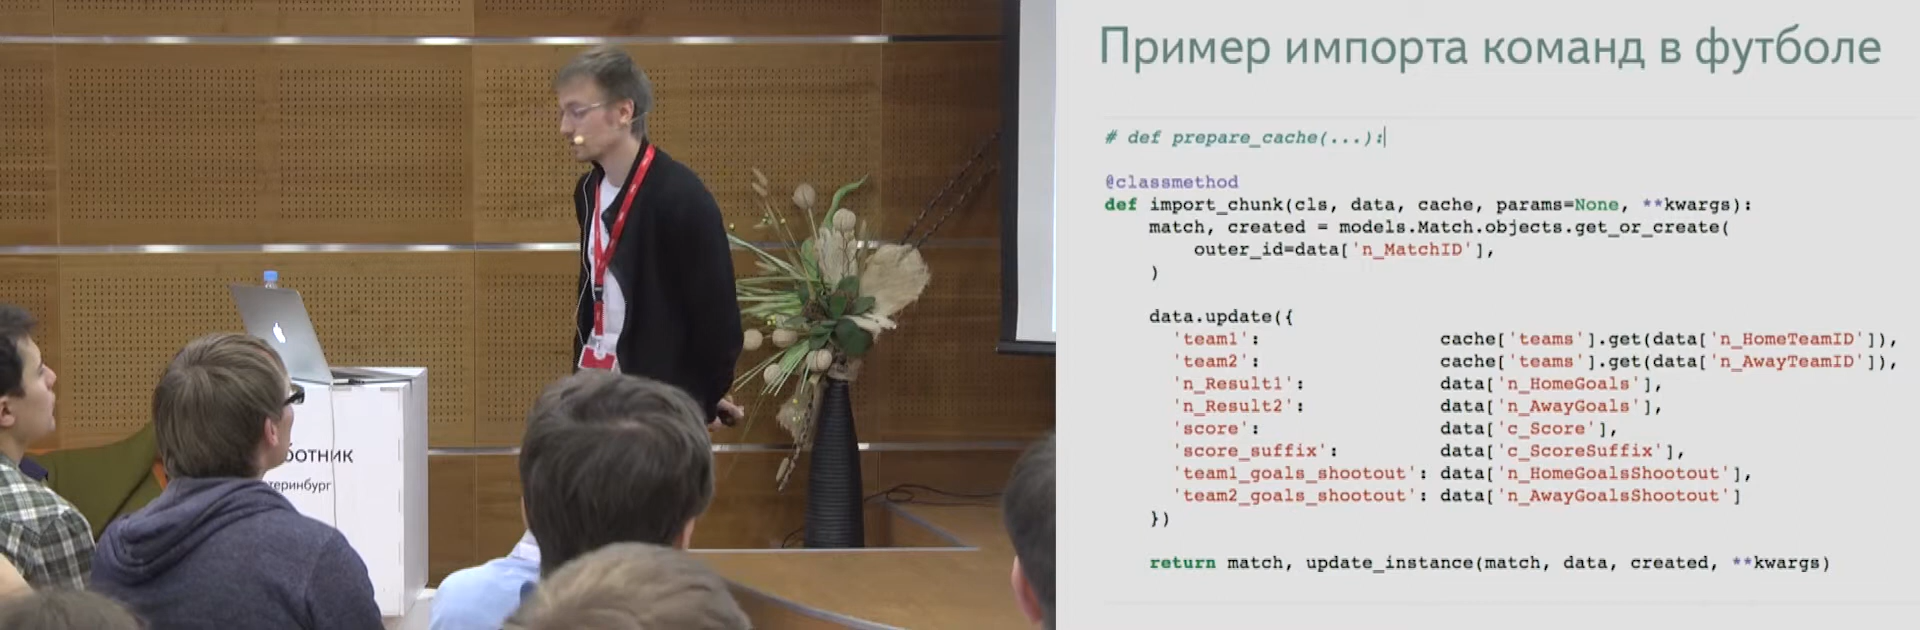 ботник
теринбург
Пример импорта команд в футболе
# def prepare_cache(...):
@classmethod
def import_chunk(cls, data, cache, params=None, **kwargs):
match, created = models.Match.objects.get_or_create(
outer_id=data['n_MatchID'],
)
data.update({
'team1': cache['teams'].get(data['n_HomeTeamID']),
'team2': cache['teams'].get(data['n_AwayTeamID']),
'n_Result1': data['n_HomeGoals'],
'n_Result2': data['n_AwayGoals'],
'score': data['c_Score'],
'score_suffix': data['c_ScoreSuffix'],
'team1_goals_shootout': data['n_HomeGoalsShootout'],
'team2_goals_shootout': data['n_AwayGoalsShootout']
})
return match, update_instance(match, data, created, **kwargs)